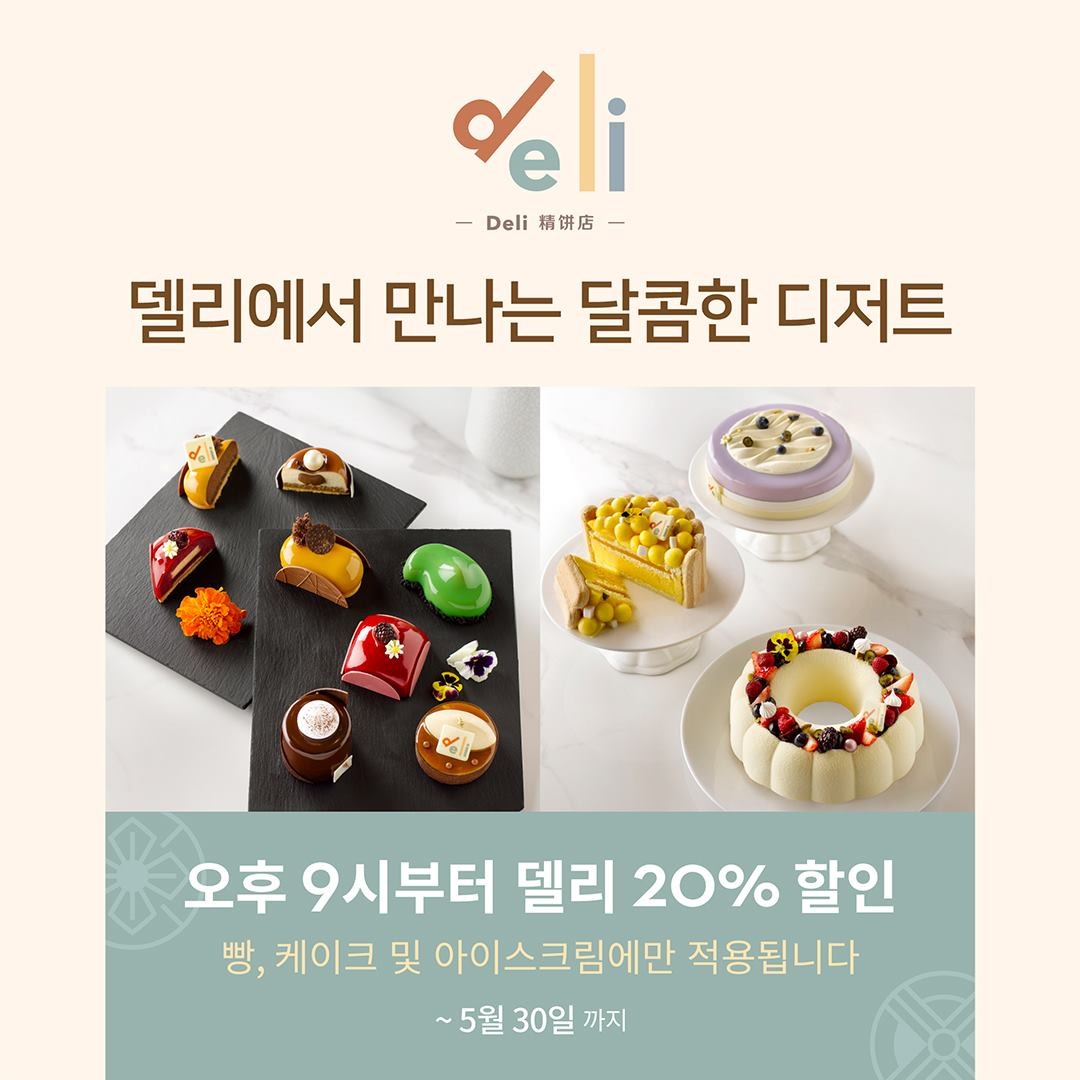 deli
— Deli 精饼店 —
델리에서 만나는 달콤한 디저트
오후 9시부터 델리 20% 할인
빵, 케이크 및 아이스크림에만 적용됩니다
~ 5월 30일 까지